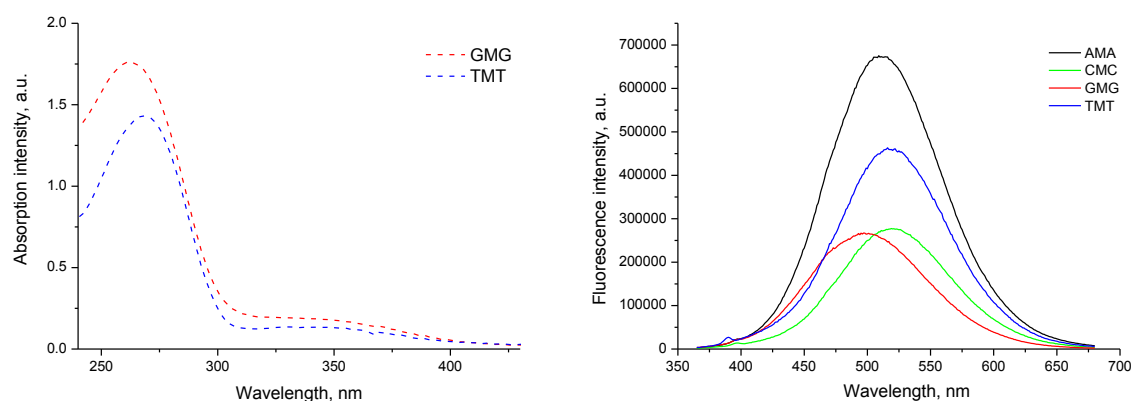 Absorption intensity, a.u.
2.0
1.5
1.0
0.5
0.0
250 300 350 400
Wavelength, nm
GMG
TMT
Fluorescence intensity, a.u.
700000
600000
500000
400000
300000
200000
100000
0
350 400 450 500 550 600 650 700
Wavelength, nm
AMA
CMC
GMG
TMT